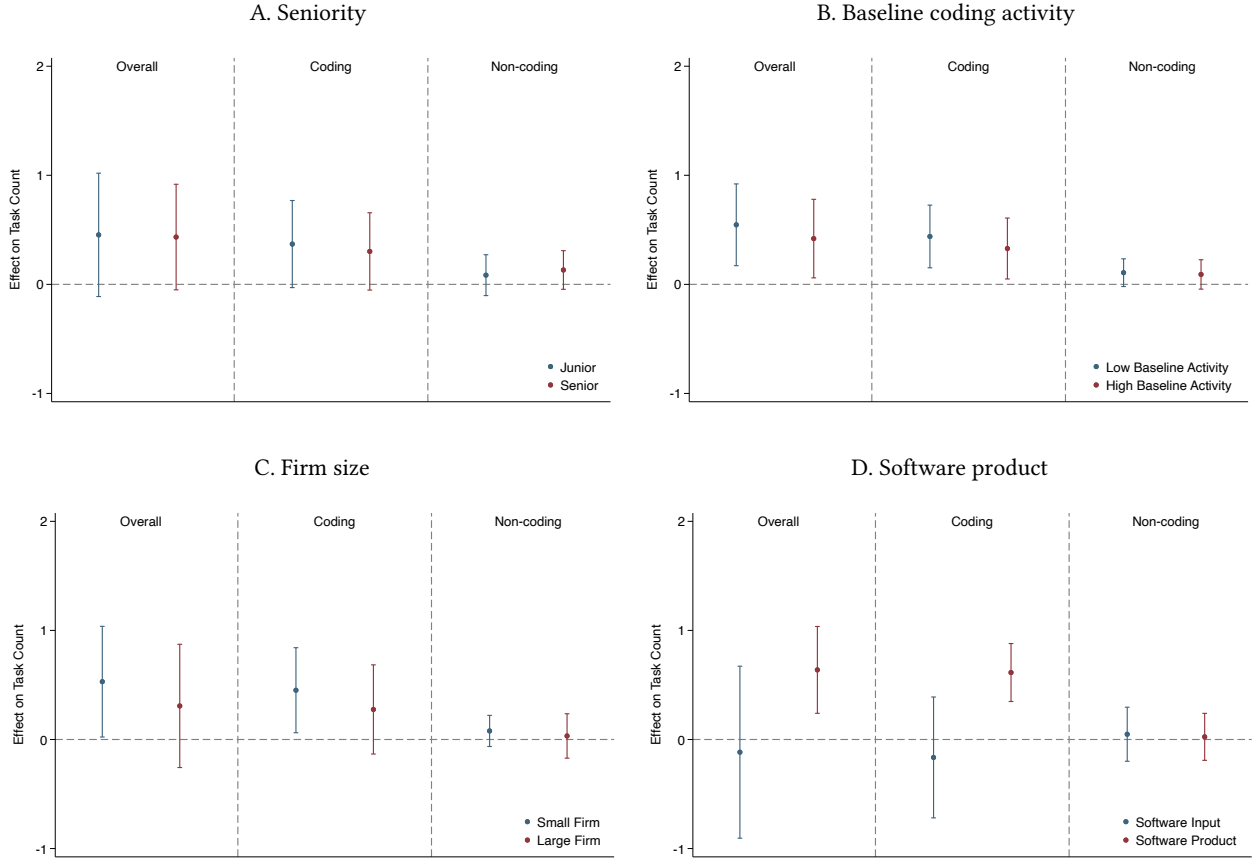 A. Seniority
Overall Coding Non-coding
2
1
0
-1
Effect on Task Count
Junior
Senior
B. Baseline coding activity
Overall Coding Non-coding
2
1
0
-1
Effect on Task Count
Low Baseline Activity
High Baseline Activity
C. Firm size
Overall Coding Non-coding
2
1
0
-1
Effect on Task Count
Small Firm
Large Firm
D. Software product
Overall Coding Non-coding
2
1
0
-1
Effect on Task Count
Software Input
Software Product